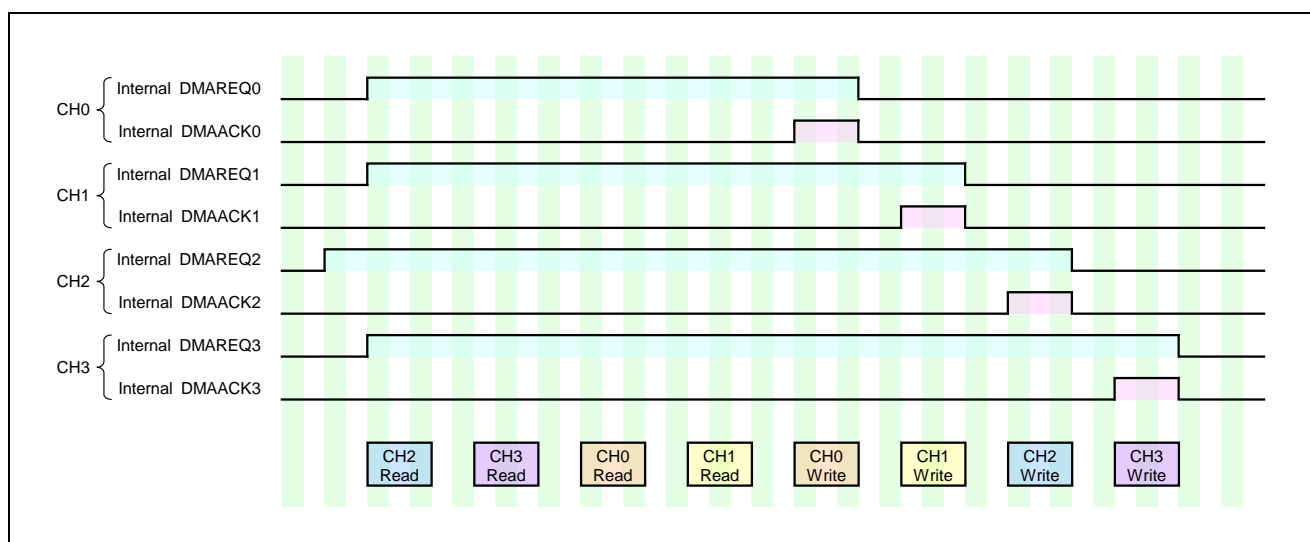 CH0
Internal DMAREQ0
Internal DMAACK0
CH1
Internal DMAREQ1
Internal DMAACK1
CH2
Internal DMAREQ2
Internal DMAACK2
CH3
Internal DMAREQ3
Internal DMAACK3
CH2
Read
CH3
Read
CH0
Read
CH1
Read
CH0
Write
CH1
Write
CH2
Write
CH3
Write